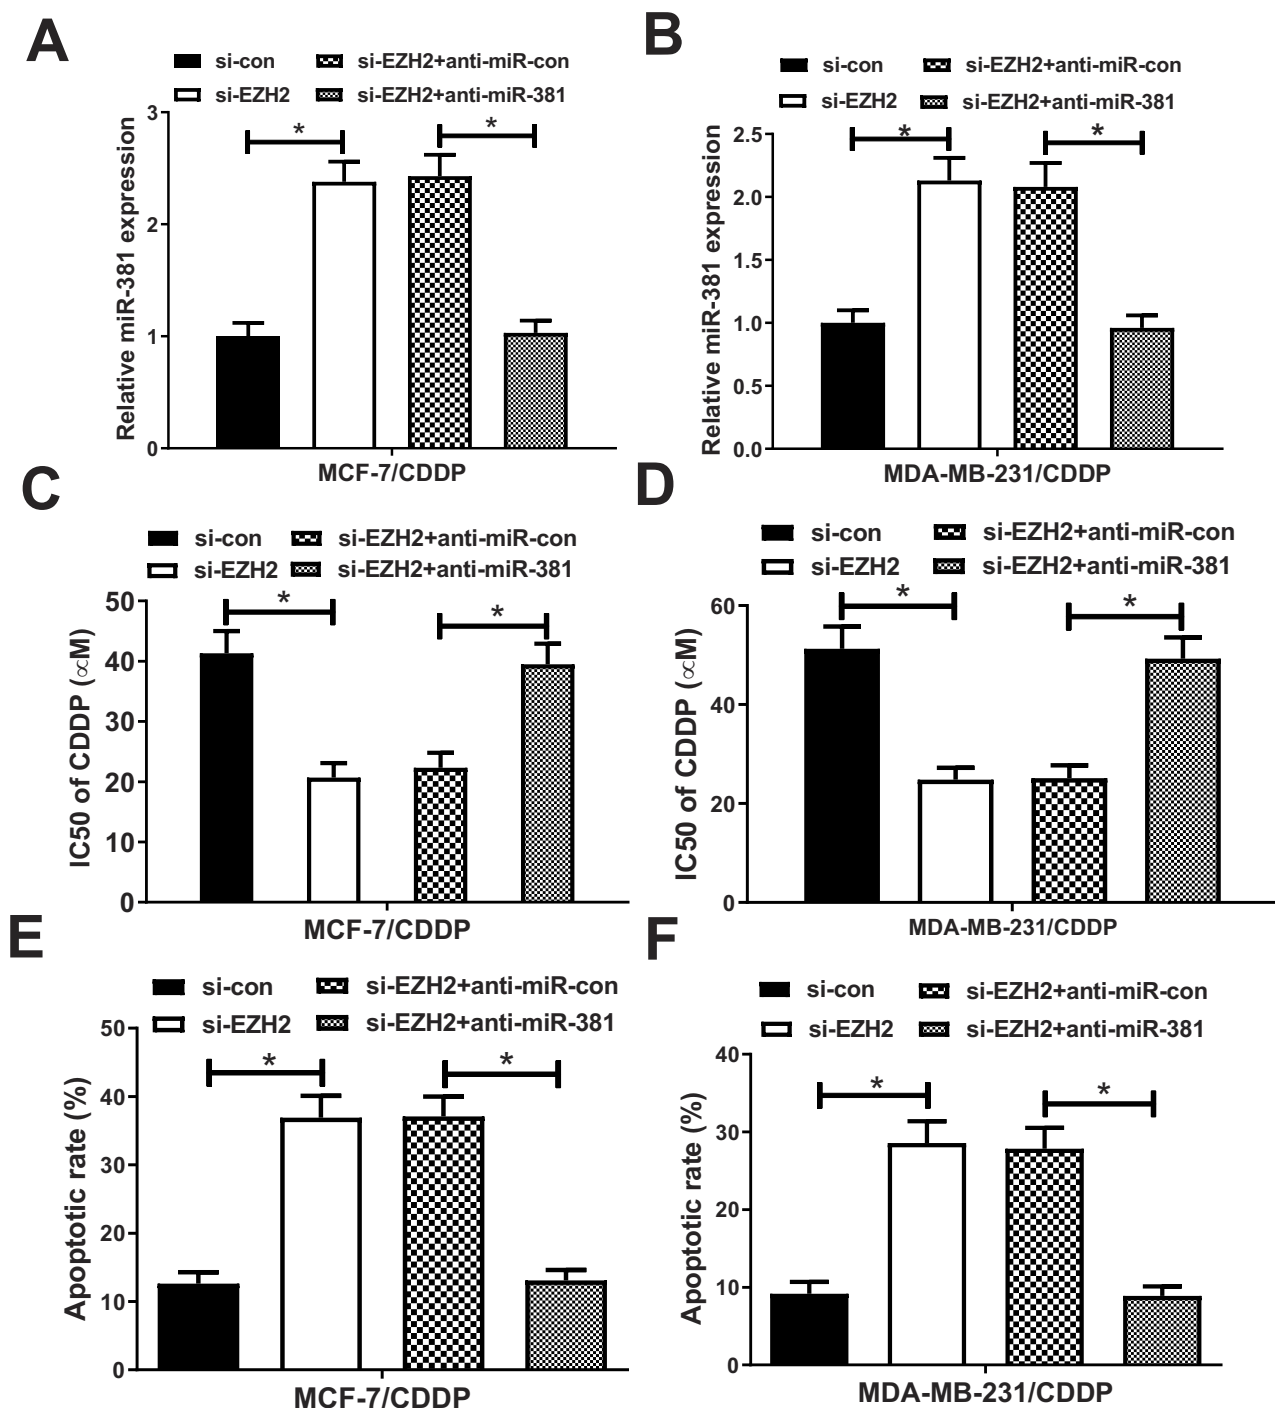 A
si-con
si-EZH2+anti-miR-con
si-EZH2
si-EZH2+anti-miR-381
Relative miR-381 expression
3
2
1
0
*
*
MCF-7/CDDP
B
si-con
si-EZH2+anti-miR-con
si-EZH2
si-EZH2+anti-miR-381
Relative miR-381 expression
2.5
2.0
1.5
1.0
0.5
0.0
*
*
MDA-MB-231/CDDP
C
si-con
si-EZH2+anti-miR-con
si-EZH2
si-EZH2+anti-miR-381
IC50 of CDDP (∝M)
50
40
30
20
10
0
*
*
MCF-7/CDDP
D
si-con
si-EZH2+anti-miR-con
si-EZH2
si-EZH2+anti-miR-381
IC50 of CDDP (∝M)
60
40
20
0
*
*
MDA-MB-231/CDDP
E
si-con
si-EZH2+anti-miR-con
si-EZH2
si-EZH2+anti-miR-381
Apoptotic rate (%)
50
40
30
20
10
0
*
*
MCF-7/CDDP
F
si-con
si-EZH2+anti-miR-con
si-EZH2
si-EZH2+anti-miR-381
Apoptotic rate (%)
40
30
20
10
0
*
*
MDA-MB-231/CDDP